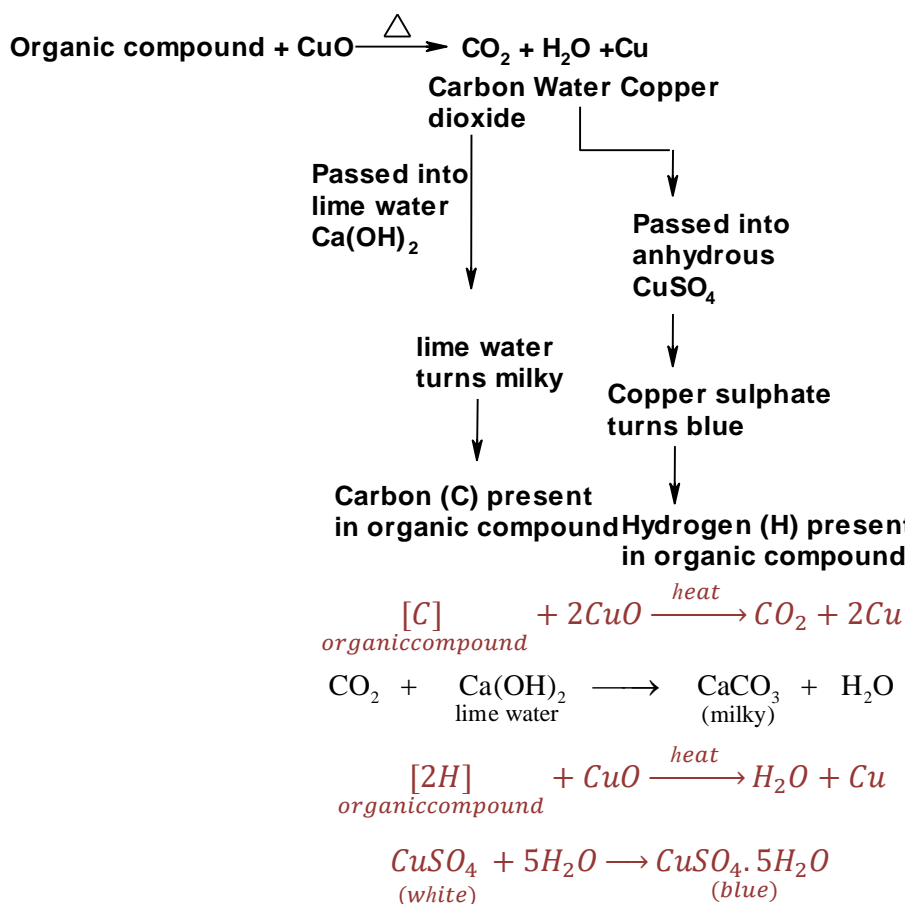 Organic compound + CuO △ → CO₂ + H₂O +Cu
Carbon Water Copper
dioxide
Passed into
lime water
Ca(OH)₂
Passed into
anhydrous
CuSO₄
lime water
turns milky
Copper sulphate
turns blue
Carbon (C) present
in organic compound
Hydrogen (H) present
in organic compound
[C] + 2CuO heat → CO₂ + 2Cu
organiccompound
CO₂ + Ca(OH)₂ → CaCO₃ + H₂O
lime water (milky)
[2H] + CuO heat → H₂O + Cu
organiccompound
CuSO₄ + 5H₂O → CuSO₄. 5H₂O
(white) (blue)